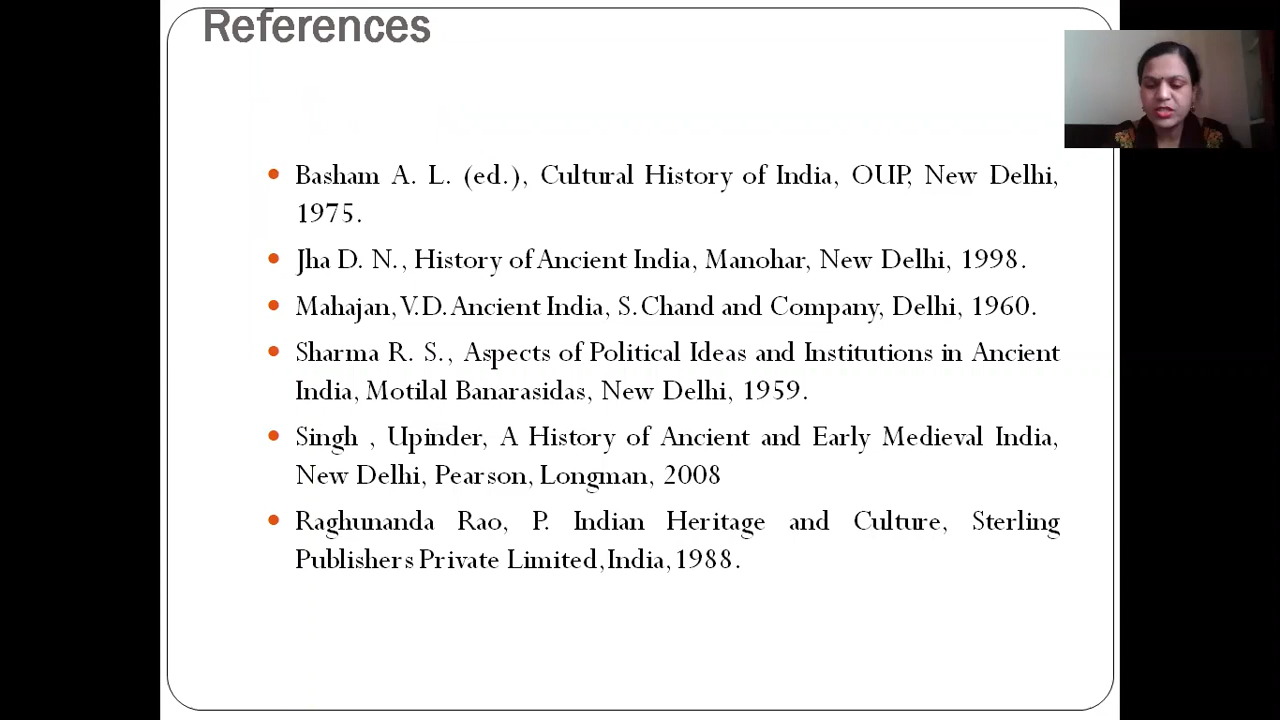 References
Basham A. L. (ed.), Cultural History of India, OUP, New Delhi,
1975.
Jha D. N., History of Ancient India, Manohar, New Delhi, 1998.
Mahajan, V.D. Ancient India, S.Chand and Company, Delhi, 1960.
Sharma R. S., Aspects of Political Ideas and Institutions in Ancient
India, Motilal Banarasidas, New Delhi, 1959.
Singh , Upinder, A History of Ancient and Early Medieval India,
New Delhi, Pearson, Longman, 2008
Raghunanda Rao, P. Indian Heritage and Culture, Sterling
Publishers Private Limited, India, 1988.